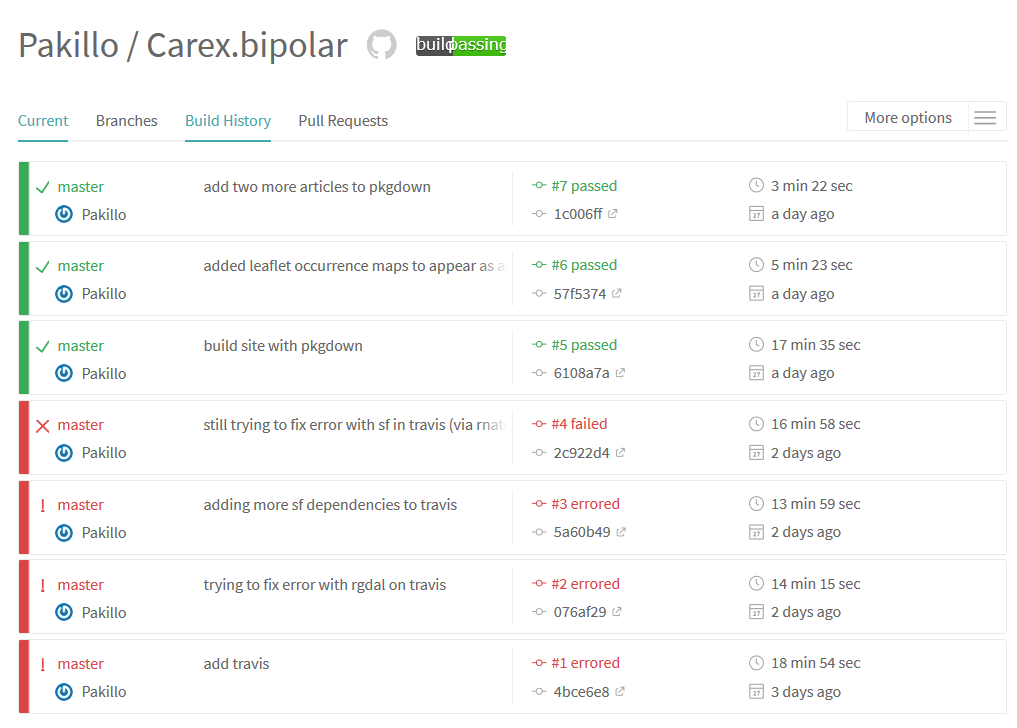 Pakillo / Carex.bipolar build passing
Current Branches Build History Pull Requests More options
master add two more articles to pkgdown #7 passed 3 min 22 sec
Pakillo 1c006ff a day ago
master added leaflet occurrence maps to appear as a #6 passed 5 min 23 sec
Pakillo 57f5374 a day ago
master build site with pkgdown #5 passed 17 min 35 sec
Pakillo 6108a7a a day ago
master still trying to fix error with sf in travis (via rnat #4 failed 16 min 58 sec
Pakillo 2c922d4 2 days ago
master adding more sf dependencies to travis #3 errored 13 min 59 sec
Pakillo 5a60b49 2 days ago
master trying to fix error with rgdal on travis #2 errored 14 min 15 sec
Pakillo 076af29 2 days ago
master add travis #1 errored 18 min 54 sec
Pakillo 4bce6e8 3 days ago